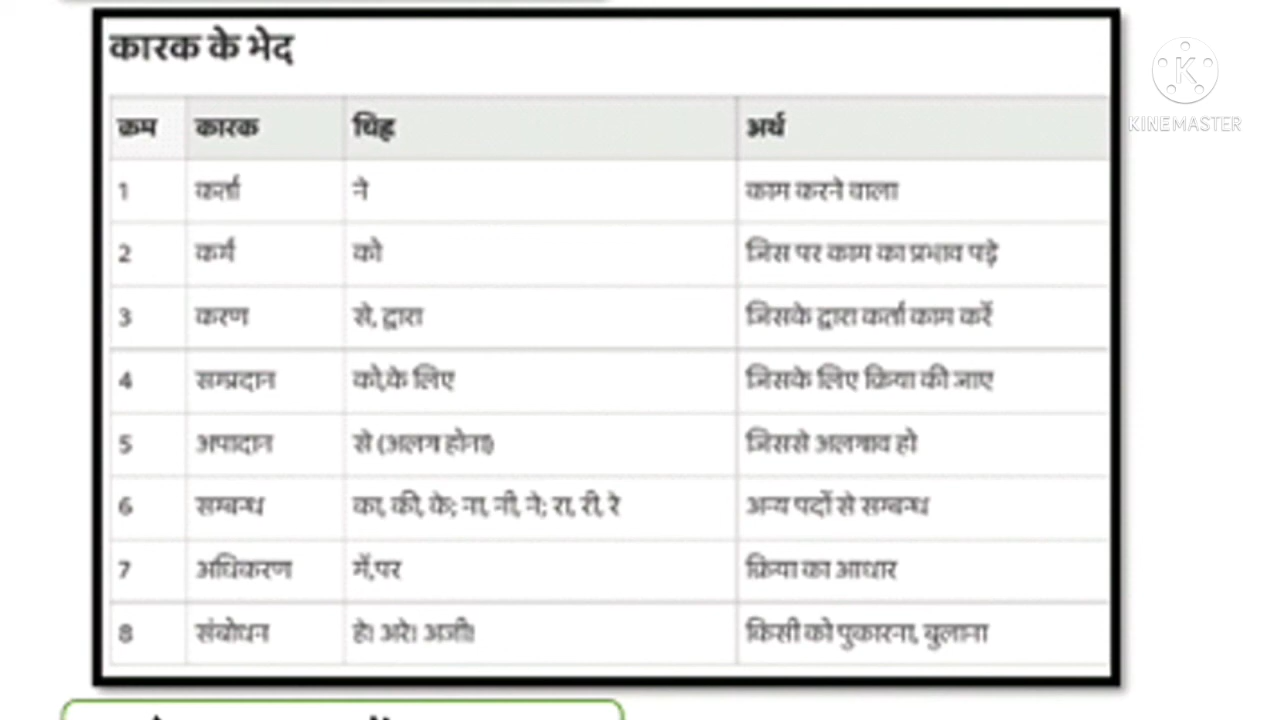 कारक के भेद
KINEMASTER
क्रम कारक चिह्न अर्थ
1 कर्ता ने काम करने वाला
2 कर्म को जिस पर काम का प्रभाव पड़े
3 करण से, द्वारा जिसके द्वारा कर्ता काम करें
4 सम्प्रदान को,के लिए जिसके लिए क्रिया की जाए
5 अपादान से (अलग होना) जिससे अलगाव हो
6 सम्बन्ध का, की, के; ना, नी, ने; रा, री, रे अन्य पदों से सम्बन्ध
7 अधिकरण में,पर क्रिया का आधार
8 संबोधन हे! अरे! अजी! किसी को पुकारना, बुलाना